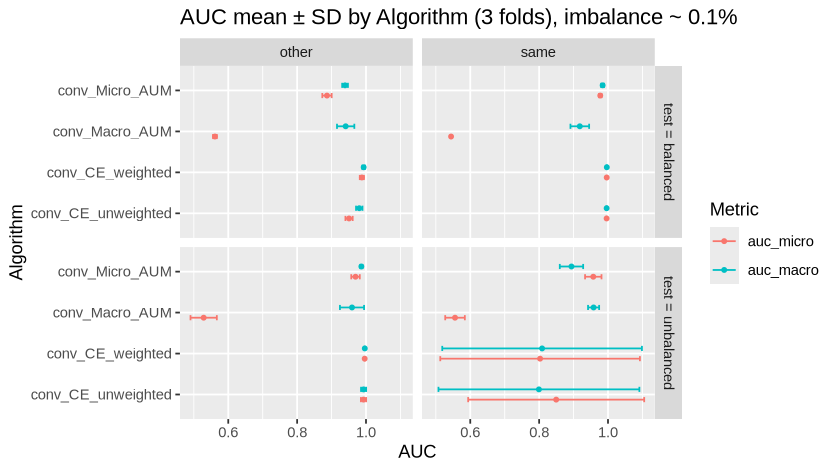 AUC mean ± SD by Algorithm (3 folds), imbalance ~ 0.1%
other
same
conv_Micro_AUM
conv_Macro_AUM
conv_CE_weighted
conv_CE_unweighted
test = balanced
conv_Micro_AUM
conv_Macro_AUM
conv_CE_weighted
conv_CE_unweighted
test = unbalanced
Algorithm
0.6 0.8 1.0
0.6 0.8 1.0
AUC
Metric
auc_micro
auc_macro